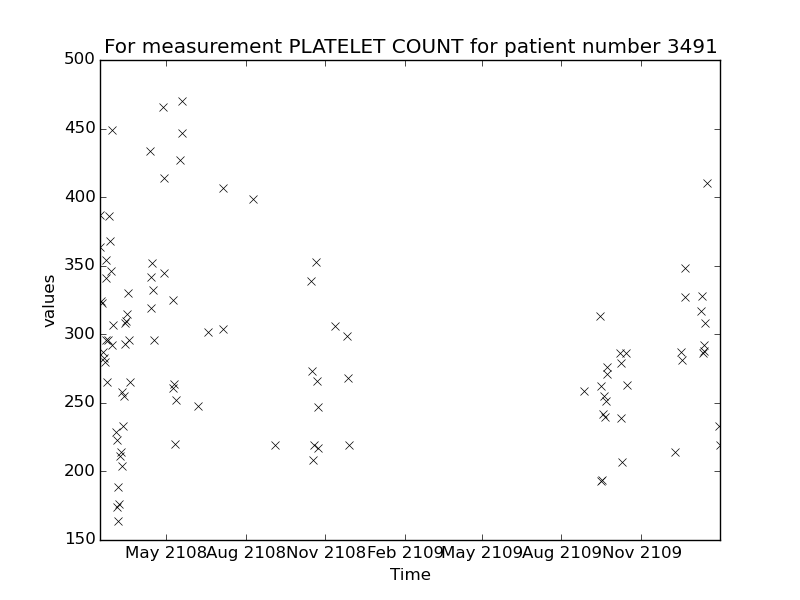 For measurement PLATELET COUNT for patient number 3491
500
450
400
350
300
250
200
150
values
May 2108 Aug 2108 Nov 2108 Feb 2109 May 2109 Aug 2109 Nov 2109
Time